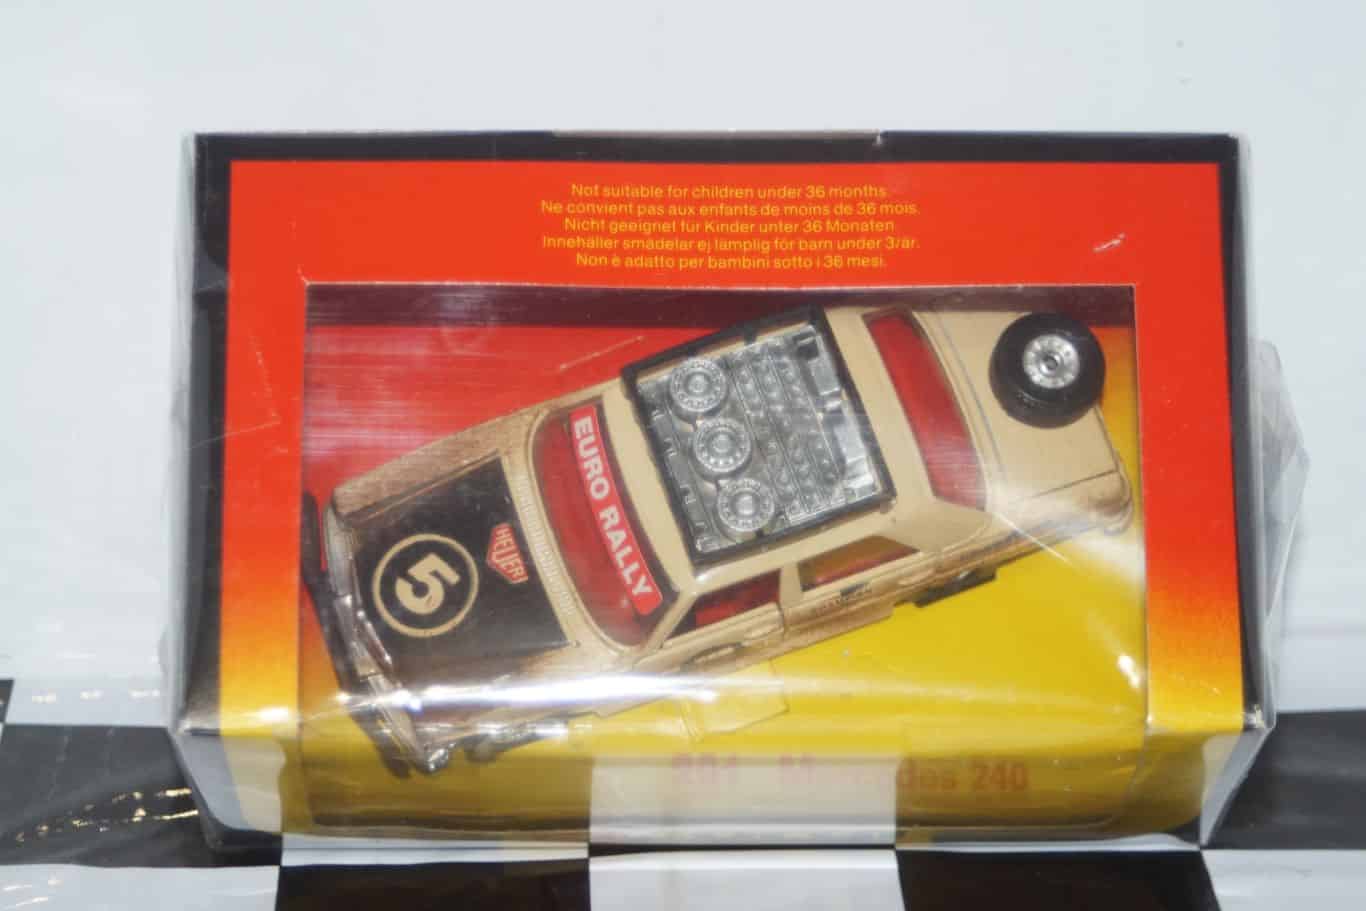 Not suitable for children under 36 months.
Ne convient pas aux enfants de moins de 36 mois.
Nicht geeignet für Kinder unter 36 Monaten
Innehåller smådelar ej lämplig för barn under 3/år.
Non è adatto per bambini sotto i 36 mesi.
EURO RALLY
HEUER
5
Mercedes 240